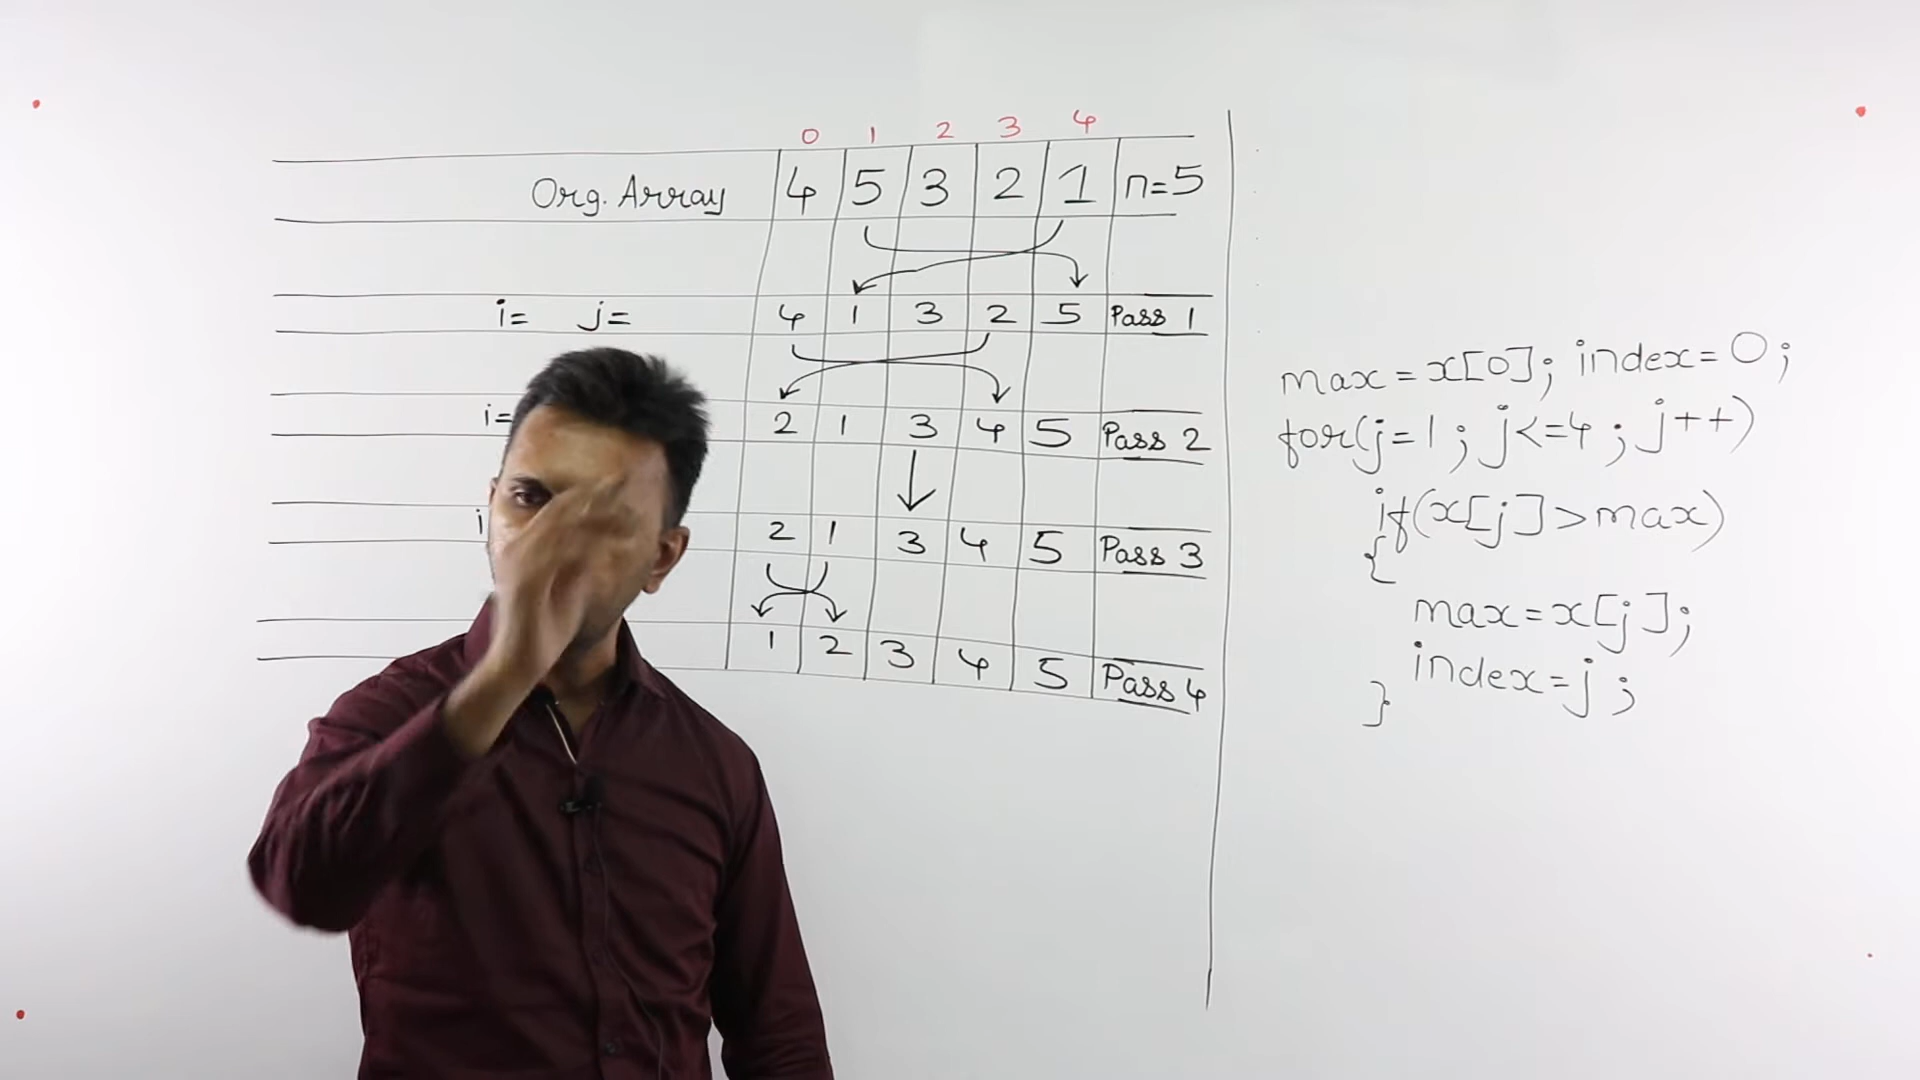 0 1 2 3 4
Org. Array 4 5 3 2 1 n=5
i= j= 4 1 3 2 5 Pass 1
i= 2 1 3 4 5 Pass 2
i 2 1 3 4 5 Pass 3
1 2 3 4 5 Pass 4
max=x[0]; index=0;
for(j=1; j<=4; j++)
if(x[j]>max)
{
max=x[j];
index=j;
}